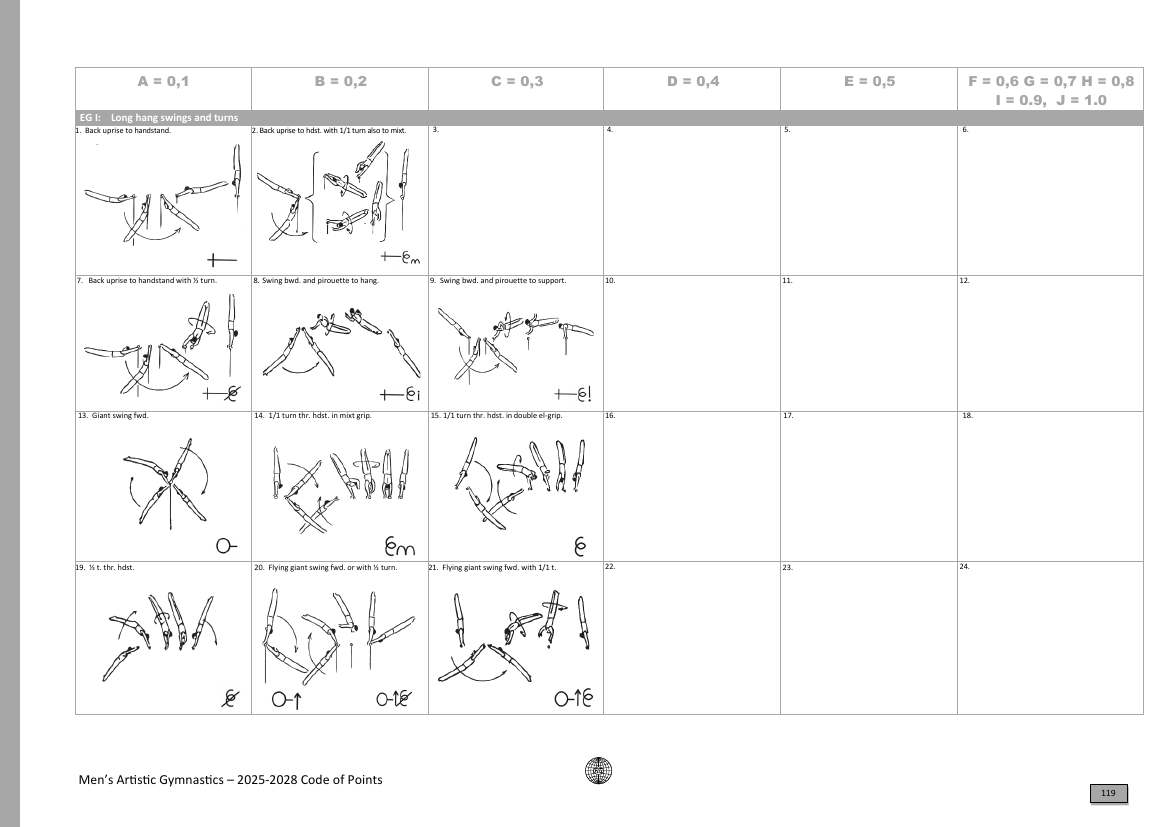 A = 0,1
B = 0,2
C = 0,3
D = 0,4
E = 0,5
F = 0,6 G = 0,7 H = 0,8
I = 0.9, J = 1.0
EG I: Long hang swings and turns
1. Back uprise to handstand.
2. Back uprise to hdst. with 1/1 turn also to mixt.
3.
4.
5.
6.
7. Back uprise to handstand with ½ turn.
8. Swing bwd. and pirouette to hang.
9. Swing bwd. and pirouette to support.
10.
11.
12.
13. Giant swing fwd.
14. 1/1 turn thr. hdst. in mixt grip.
15. 1/1 turn thr. hdst. in double el-grip.
16.
17.
18.
19. ½ t. thr. hdst.
20. Flying giant swing fwd. or with ½ turn.
21. Flying giant swing fwd. with 1/1 t.
22.
23.
24.
Men's Artistic Gymnastics – 2025-2028 Code of Points
119